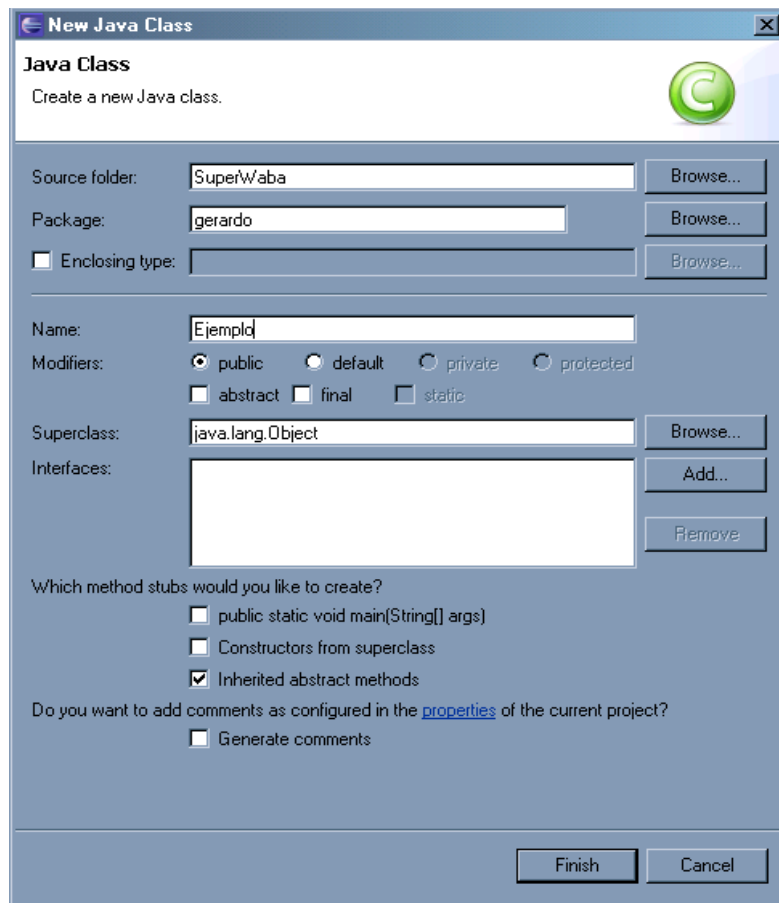 New Java Class
Java Class
Create a new Java class.
Source folder: SuperWaba Browse...
Package: gerardo Browse...
Enclosing type: Browse...
Name: Ejemplo
Modifiers: public default private protected
abstract final static
Superclass: java.lang.Object Browse...
Interfaces: Add...
Remove
Which method stubs would you like to create?
public static void main(String[] args)
Constructors from superclass
Inherited abstract methods
Do you want to add comments as configured in the properties of the current project?
Generate comments
Finish Cancel